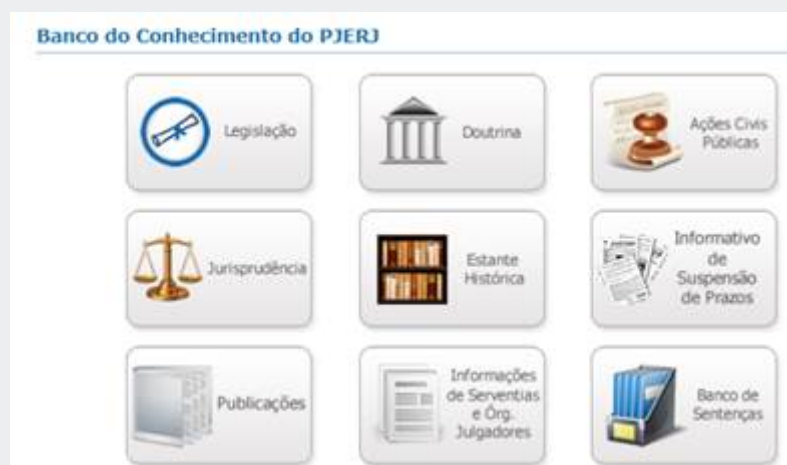 Banco do Conhecimento do PJERJ
Legislação
Doutrina
Ações Civis
Públicas
Jurisprudência
Estante
Histórica
Informativo
de
Suspensão
de Prazos
Publicações
Informações
de Serventias
e Órg.
Julgadores
Banco de
Sentenças